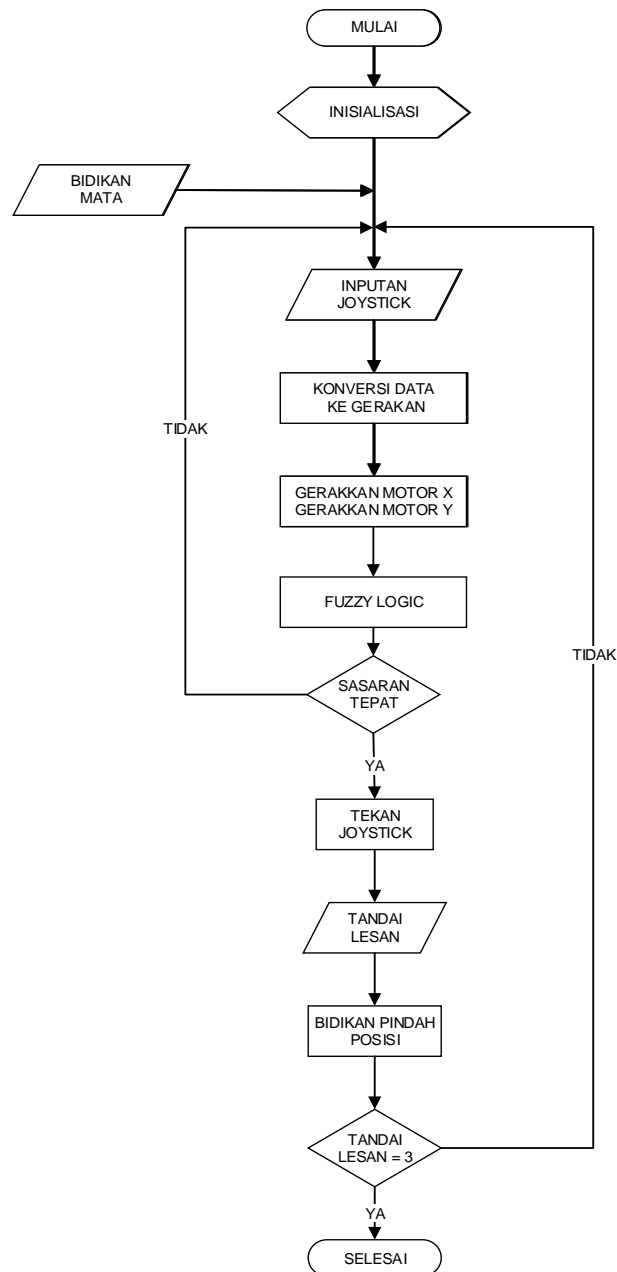 MULAI
INISIALISASI
BIDIKAN
MATA
INPUTAN
JOYSTICK
KONVERSI DATA
KE GERAKAN
TIDAK
GERAKKAN MOTOR X
GERAKKAN MOTOR Y
FUZZY LOGIC
TIDAK
SASARAN
TEPAT
YA
TEKAN
JOYSTICK
TANDAI
LESAN
BIDIKAN PINDAH
POSISI
TANDAI
LESAN = 3
YA
SELESAI